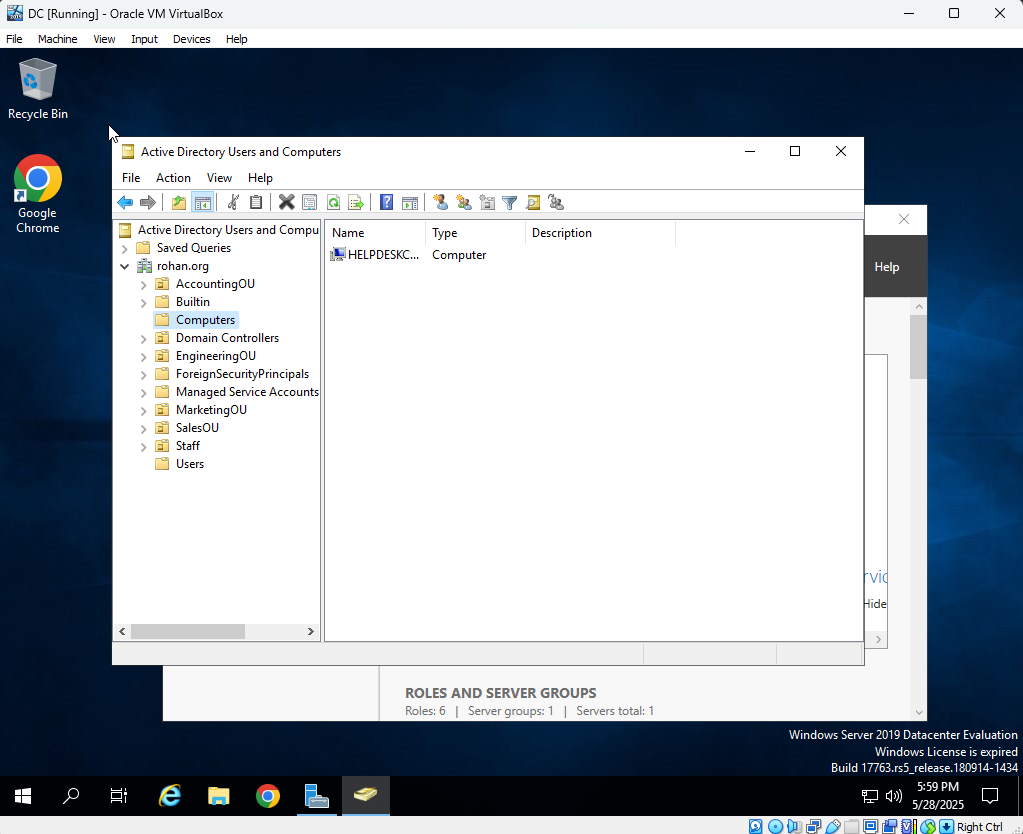 DC [Running] - Oracle VM VirtualBox
File Machine View Input Devices Help
Recycle Bin
Google
Chrome
Active Directory Users and Computers
File Action View Help
Active Directory Users and Compu
Saved Queries
rohan.org
AccountingOU
Builtin
Computers
Domain Controllers
EngineeringOU
ForeignSecurityPrincipals
Managed Service Accounts
MarketingOU
SalesOU
Staff
Users
Name Type Description
HELPDESKC... Computer
Help
rvic
Hide
ROLES AND SERVER GROUPS
Roles: 6 | Server groups: 1 | Servers total: 1
Windows Server 2019 Datacenter Evaluation
Windows License is expired
Build 17763.rs5_release.180914-1434
5:59 PM
5/28/2025
Right Ctrl